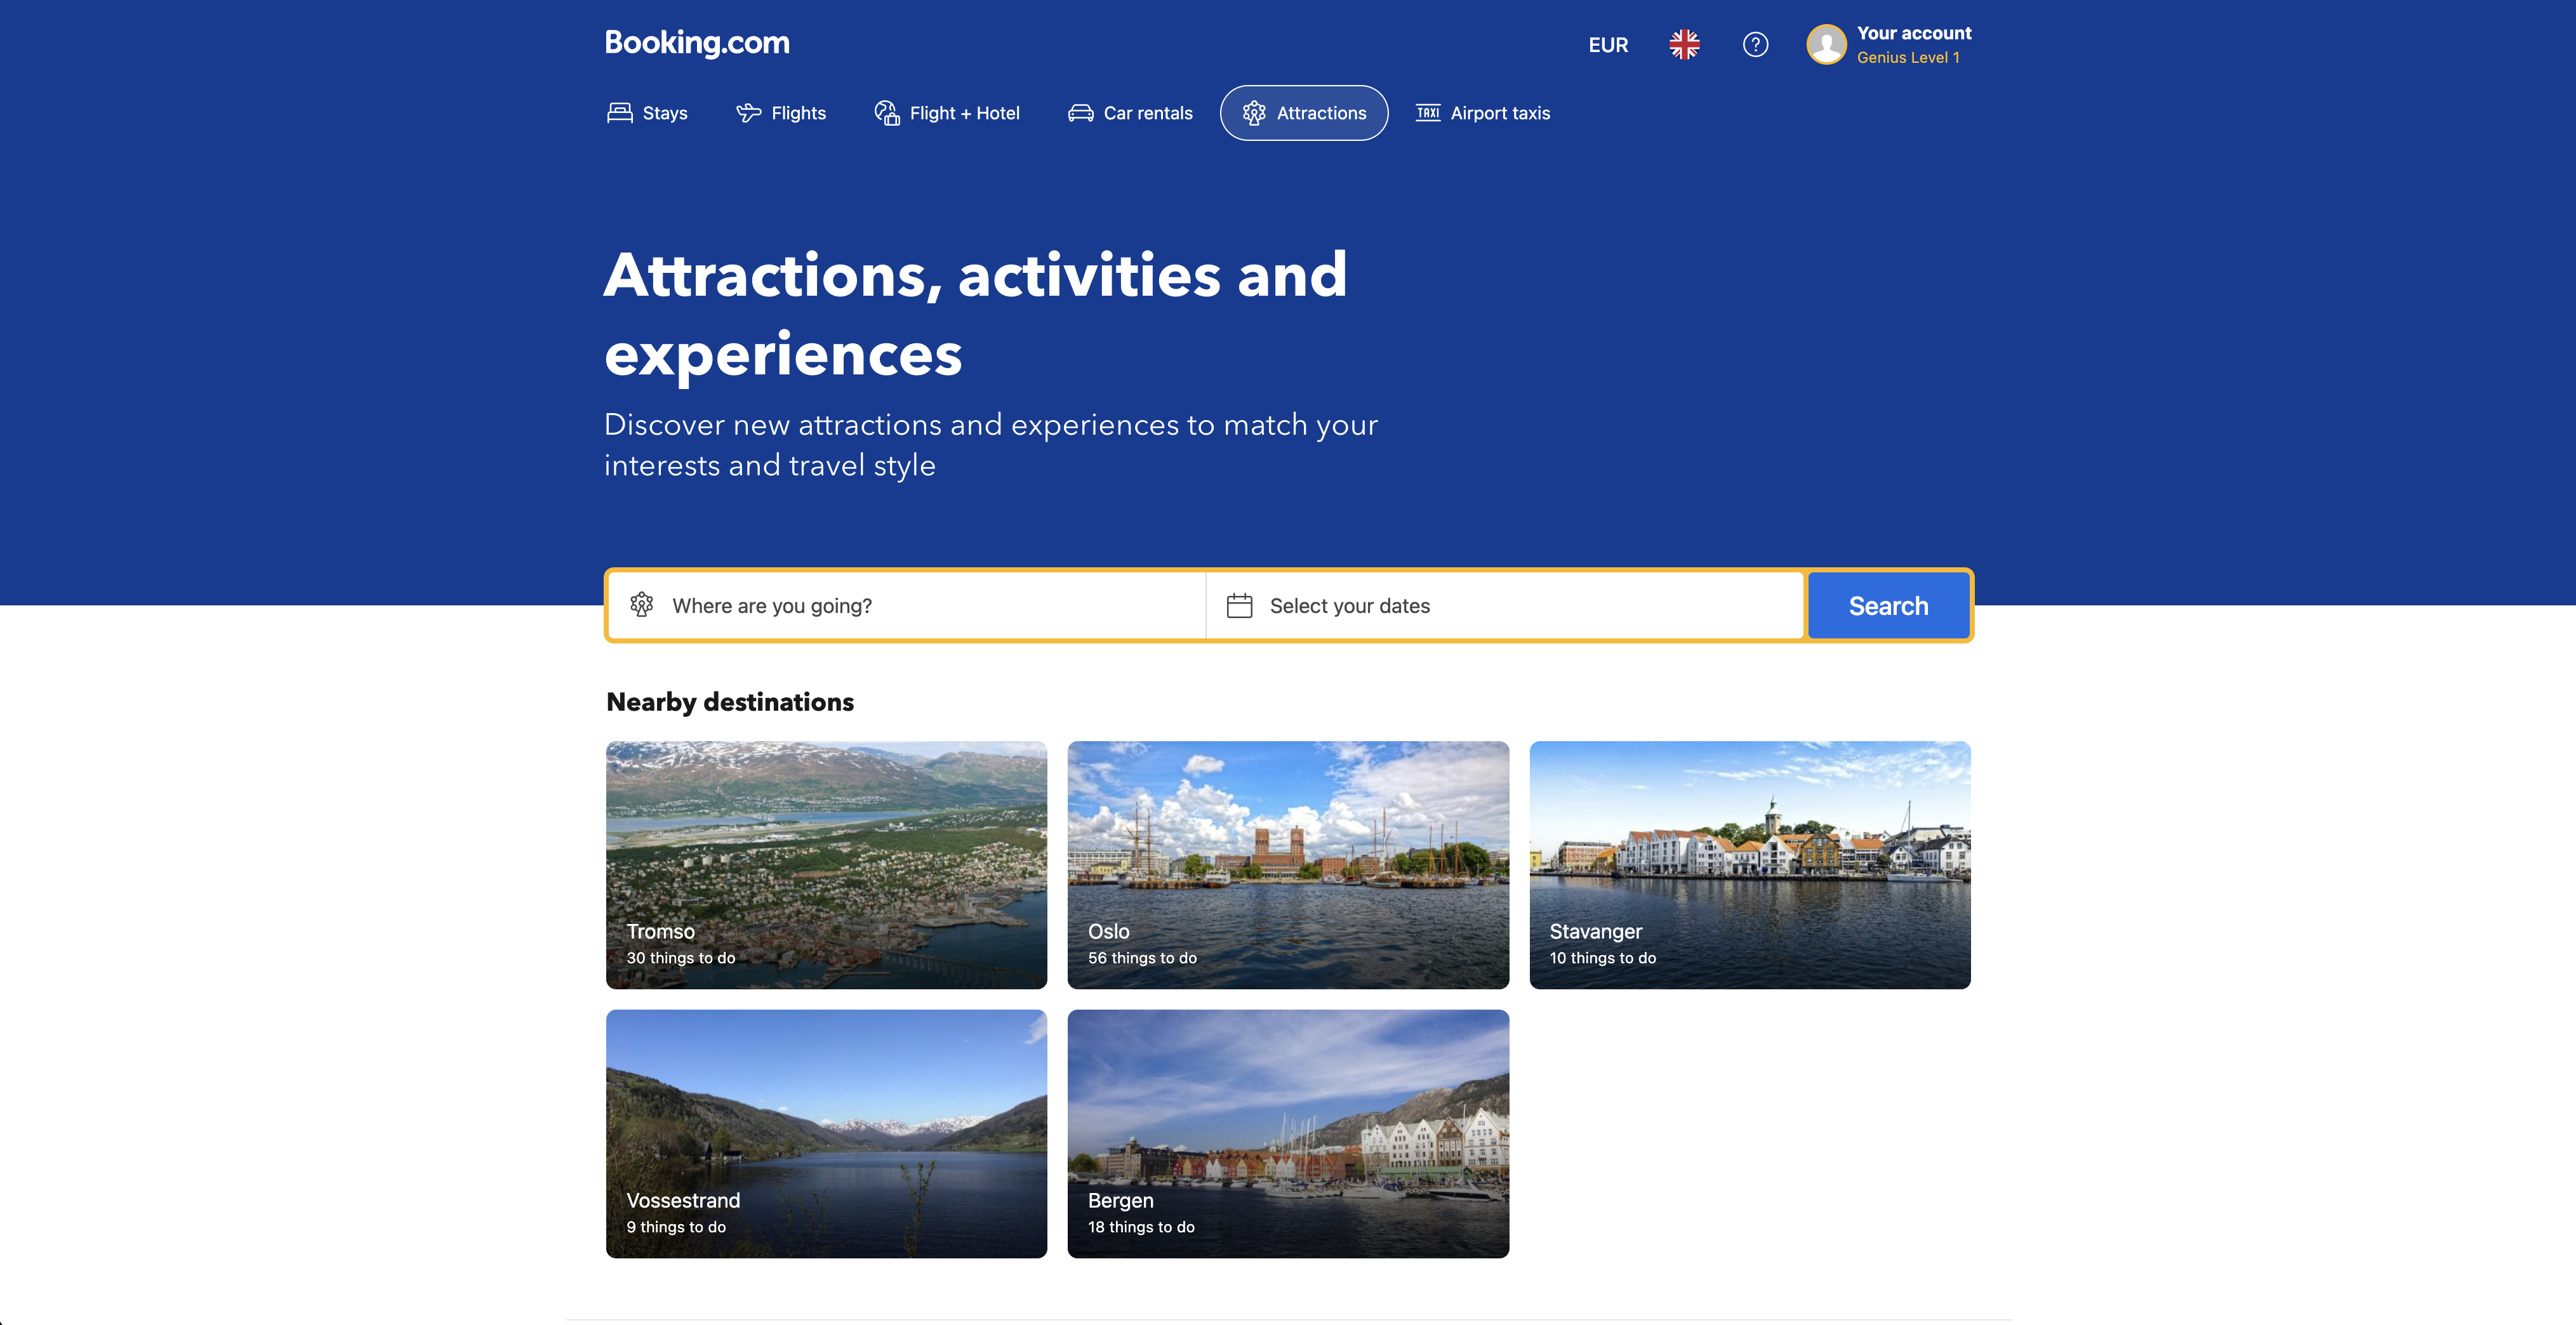 Booking.com
EUR
Your account
Genius Level 1
Stays
Flights
Flight + Hotel
Car rentals
Attractions
TAXI
Airport taxis
Attractions, activities and
experiences
Discover new attractions and experiences to match your
interests and travel style
Where are you going?
Select your dates
Search
Nearby destinations
Tromso
30 things to do
Oslo
56 things to do
Stavanger
10 things to do
Vossestrand
9 things to do
Bergen
18 things to do